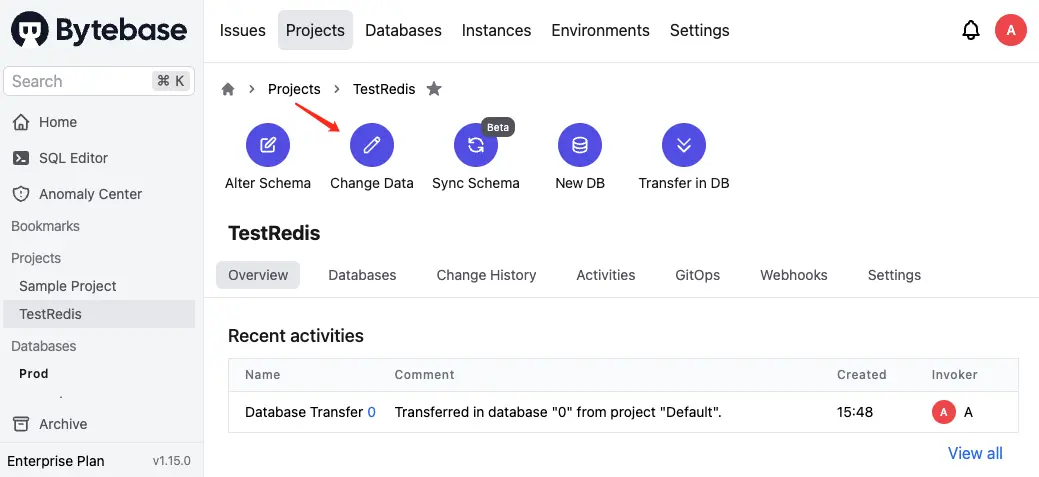 Bytebase
Search ⌘ K
Home
SQL Editor
Anomaly Center
Bookmarks
Projects
Sample Project
TestRedis
Databases
Prod
Archive
Enterprise Plan v1.15.0
Issues Projects Databases Instances Environments Settings
A
Projects TestRedis
Beta
Alter Schema Change Data Sync Schema New DB Transfer in DB
TestRedis
Overview Databases Change History Activities GitOps Webhooks Settings
Recent activities
Name Comment Created Invoker
Database Transfer 0 Transferred in database "0" from project "Default". 15:48 A A
View all